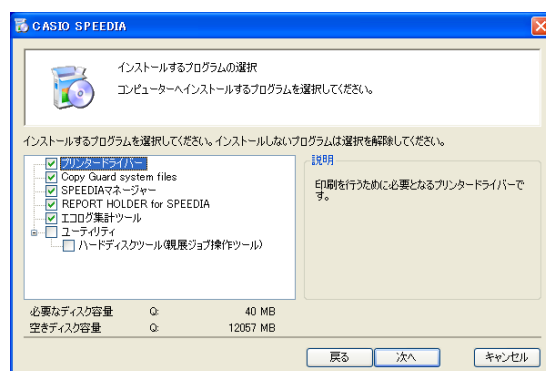 CASIO SPEEDIA
インストールするプログラムの選択
コンピューターへインストールするプログラムを選択してください。
インストールするプログラムを選択してください。インストールしないプログラムは選択を解除してください。
プリンタードライバー
Copy Guard system files
SPEEDIAマネージャー
REPORT HOLDER for SPEEDIA
エコログ集計ツール
ユーティリティ
ハードディスクツール(親展ジョブ操作ツール)
説明
印刷を行うために必要となるプリンタードライバーで
す。
必要なディスク容量 Q: 40 MB
空きディスク容量 Q: 12057 MB
戻る 次へ キャンセル